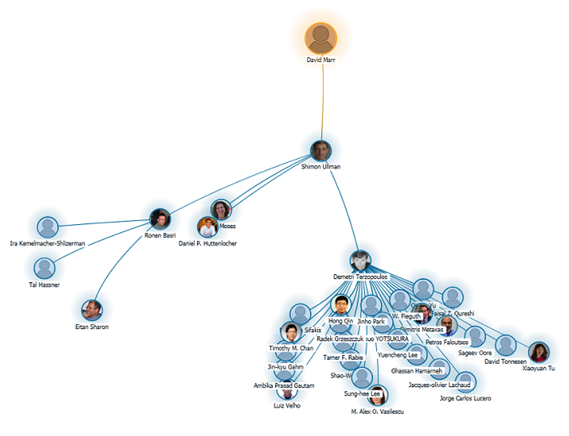 David Marr
Shimon Ullman
Moses
Daniel P. Huttenlocher
Ronen Basri
Ira Kemelmacher-Shlizerman
Tal Hassner
Eitan Sharon
Demetri Terzopoulos
Faisal Z. Qureshi
W. Fieguth
Hong Qin
Jinho Park
Sifakis
Dimitris Metaxas
Radek Grzeszczuk
YOTSUKURA
Petros Faloutsos
Timothy M. Chan
Sageev Oore
Tamer F. Rabie
Yuencheng Lee
David Tonnesen
Jin-kyu Gahm
Xiaoyuan Tu
Ghassan Hamarneh
Ambika Prasad Gautam
Jacques-olivier Lachaud
Sung-hee Lee
Luiz Velho
Jorge Carlos Lucero
M. Alex O. Vasilescu